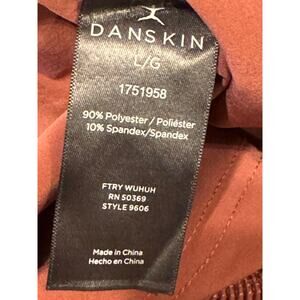 DANSKIN
L/G
1751958
90% Polyester / Poliéster
10% Spandex/Spandex
FTRY WUHUH
RN 50369
STYLE 9606
Made in China
Hecho en China